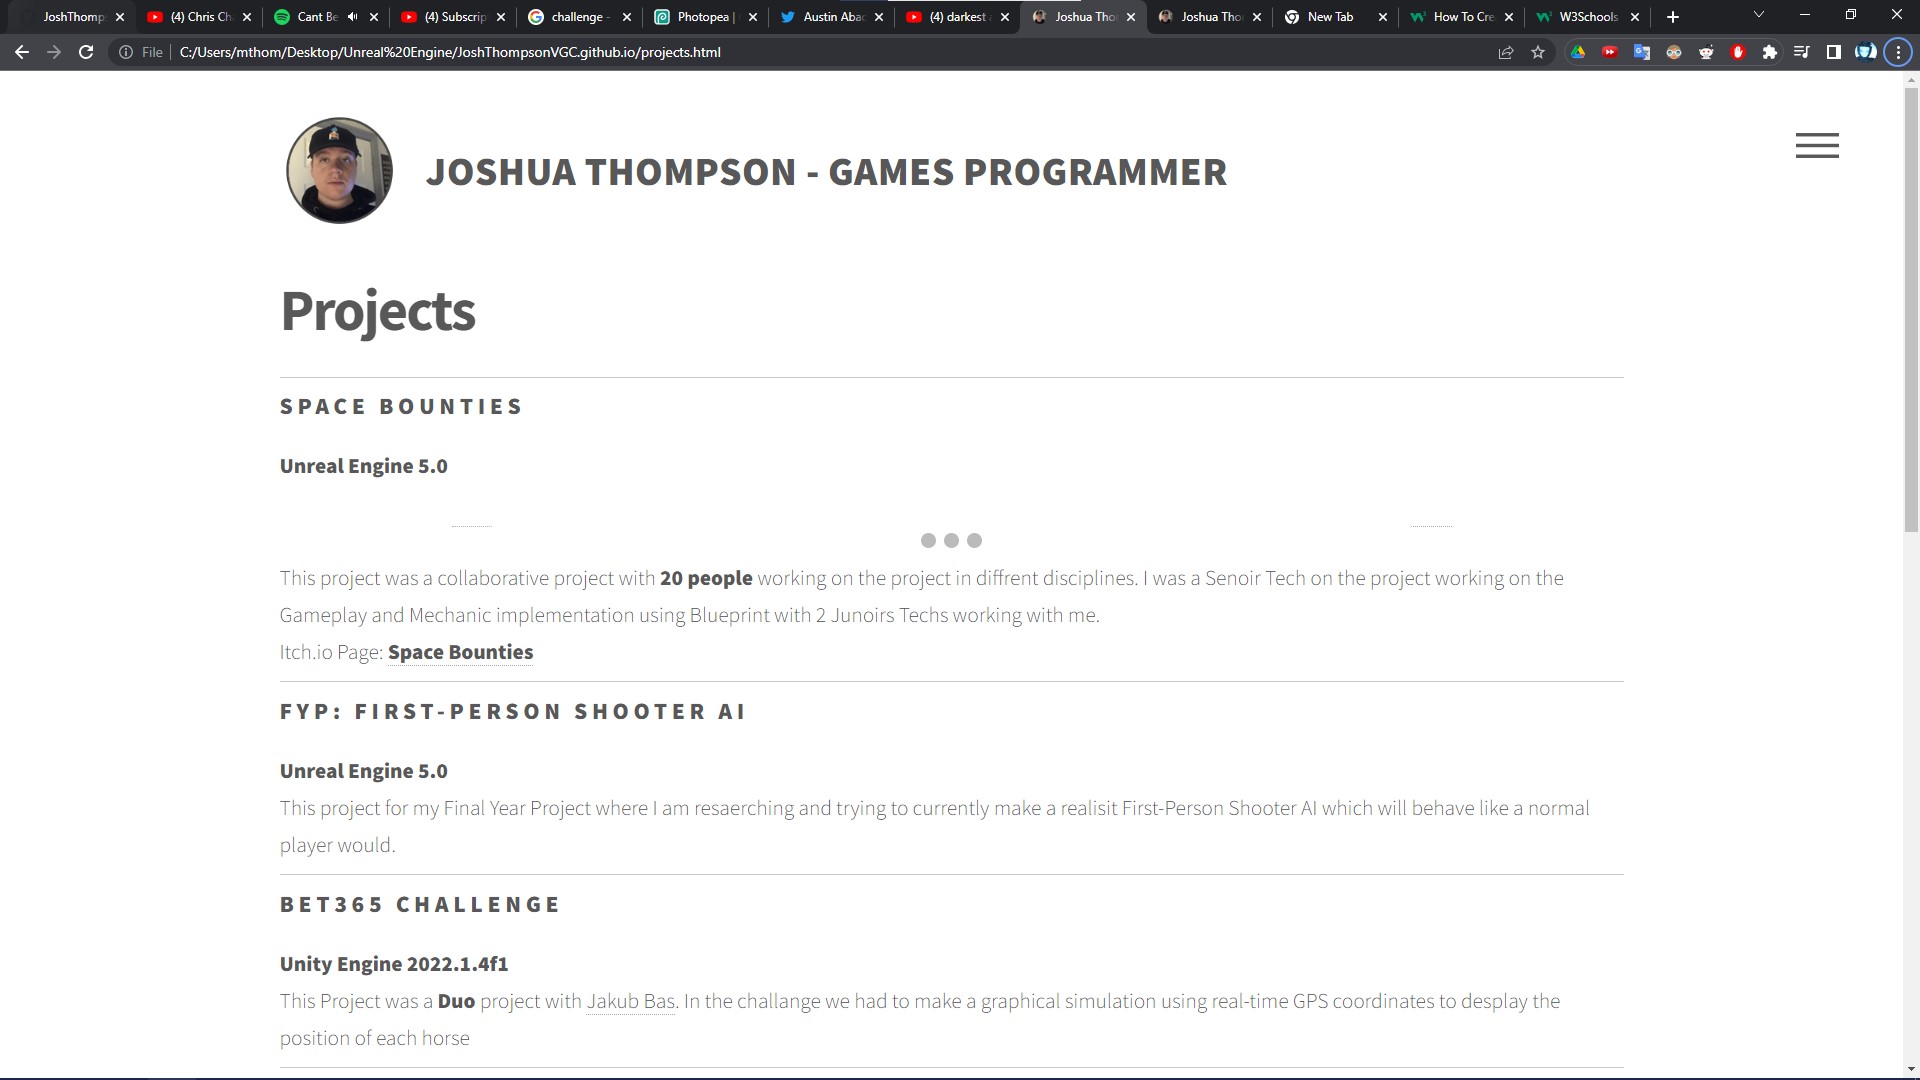 JoshThomps
(4) Chris Ch
Cant Be
(4) Subscrip
challenge -
Photopea |
Austin Abac
(4) darkest
Joshua Tho
Joshua Tho
New Tab
How To Cre
W3Schools
File
C:/Users/mthom/Desktop/Unreal%20Engine/JoshThompsonVGC.github.io/projects.html
JOSHUA THOMPSON - GAMES PROGRAMMER
Projects
SPACE BOUNTIES
Unreal Engine 5.0
This project was a collaborative project with 20 people working on the project in diffrent disciplines. I was a Senoir Tech on the project working on the
Gameplay and Mechanic implementation using Blueprint with 2 Junoirs Techs working with me.
Itch.io Page: Space Bounties
FYP: FIRST-PERSON SHOOTER AI
Unreal Engine 5.0
This project for my Final Year Project where I am resaerching and trying to currently make a realisit First-Person Shooter AI which will behave like a normal
player would.
BET365 CHALLENGE
Unity Engine 2022.1.4f1
This Project was a Duo project with Jakub Bas. In the challange we had to make a graphical simulation using real-time GPS coordinates to desplay the
position of each horse